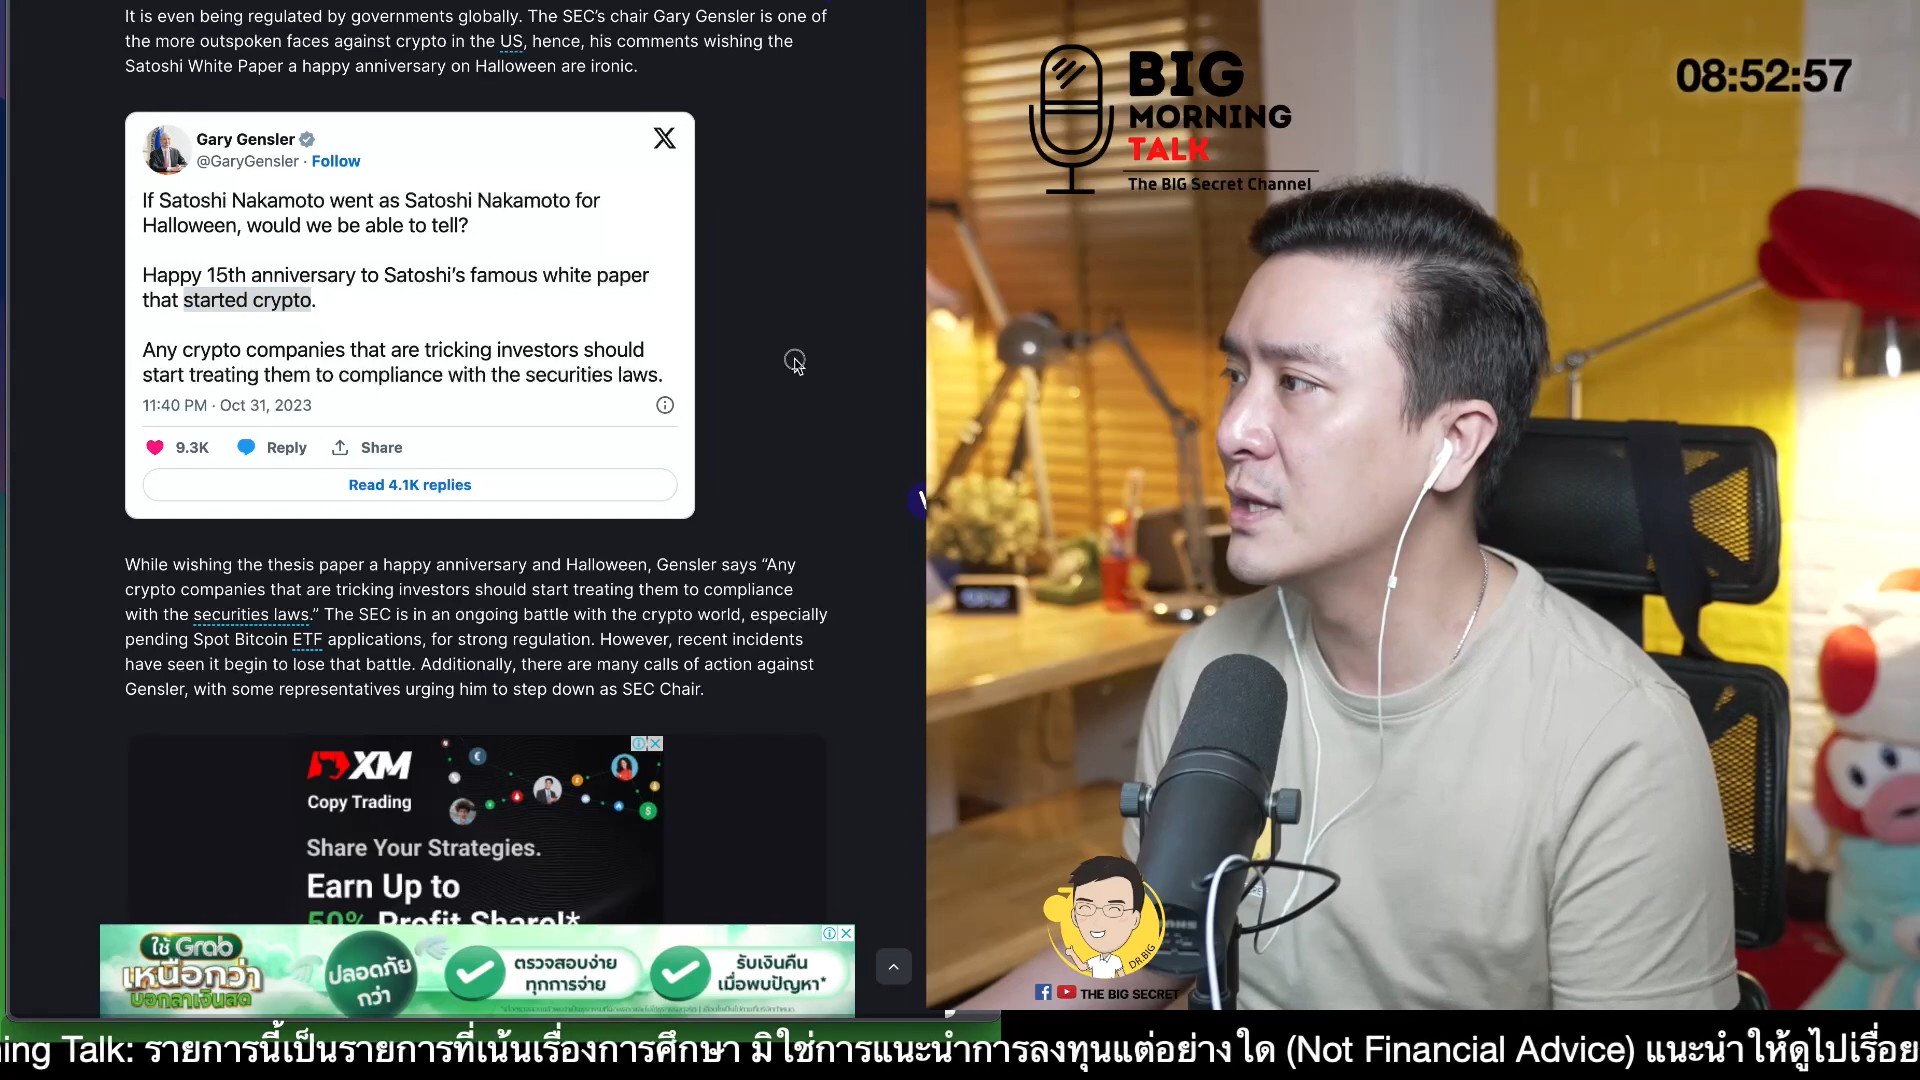 It is even being regulated by governments globally. The SEC’s chair Gary Gensler is one of
the more outspoken faces against crypto in the US, hence, his comments wishing the
Satoshi White Paper a happy anniversary on Halloween are ironic.
Gary Gensler
@GaryGensler · Follow
If Satoshi Nakamoto went as Satoshi Nakamoto for
Halloween, would we be able to tell?
Happy 15th anniversary to Satoshi’s famous white paper
that started crypto.
Any crypto companies that are tricking investors should
start treating them to compliance with the securities laws.
11:40 PM · Oct 31, 2023
9.3K Reply Share
Read 4.1K replies
While wishing the thesis paper a happy anniversary and Halloween, Gensler says “Any
crypto companies that are tricking investors should start treating them to compliance
with the securities laws.” The SEC is in an ongoing battle with the crypto world, especially
pending Spot Bitcoin ETF applications, for strong regulation. However, recent incidents
have seen it begin to lose that battle. Additionally, there are many calls of action against
Gensler, with some representatives urging him to step down as SEC Chair.
XM
Copy Trading
Share Your Strategies.
Earn Up to
50% Profit Share!*
ใช้ Grab
เหนือกว่า
บอกลาเงินสด
ปลอดภัย
กว่า
ตรวจสอบง่าย
ทุกการจ่าย
รับเงินคืน
เมื่อพบปัญหา*
BIG
MORNING
TALK
The BIG Secret Channel
08:52:57
DR.BIG
THE BIG SECRET
ing Talk: รายการนี้เป็นรายการที่เน้นเรื่องการศึกษา มิใช่การแนะนำการลงทุนแต่อย่างใด (Not Financial Advice) แนะนำให้ดูไปเรื่อย